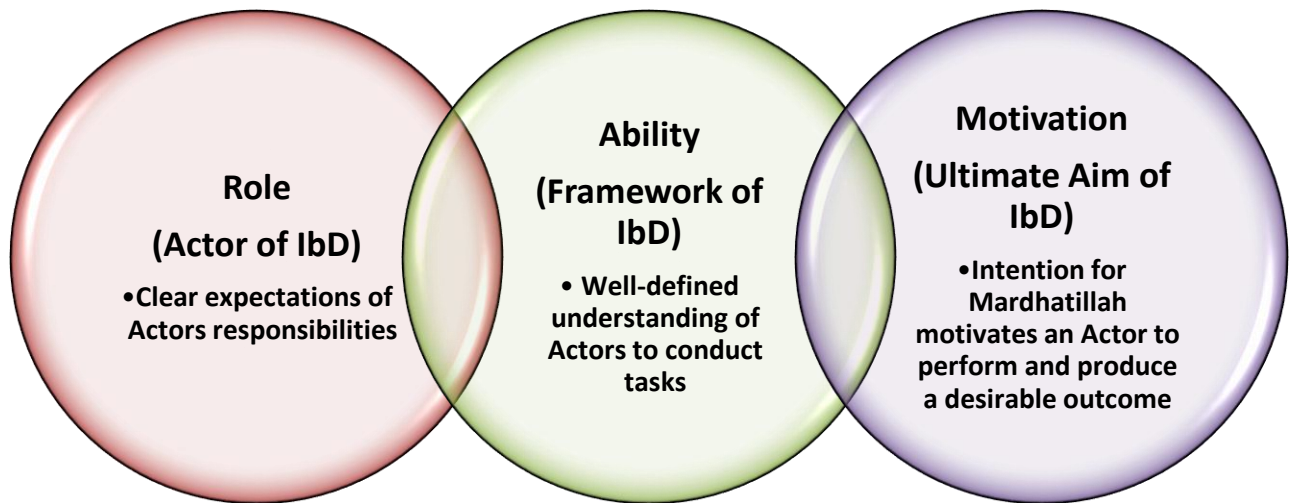 Role
(Actor of IbD)
•Clear expectations of
Actors responsibilities
Ability
(Framework of
IbD)
• Well-defined
understanding of
Actors to conduct
tasks
Motivation
(Ultimate Aim of
IbD)
•Intention for
Mardhatillah
motivates an Actor to
perform and produce
a desirable outcome